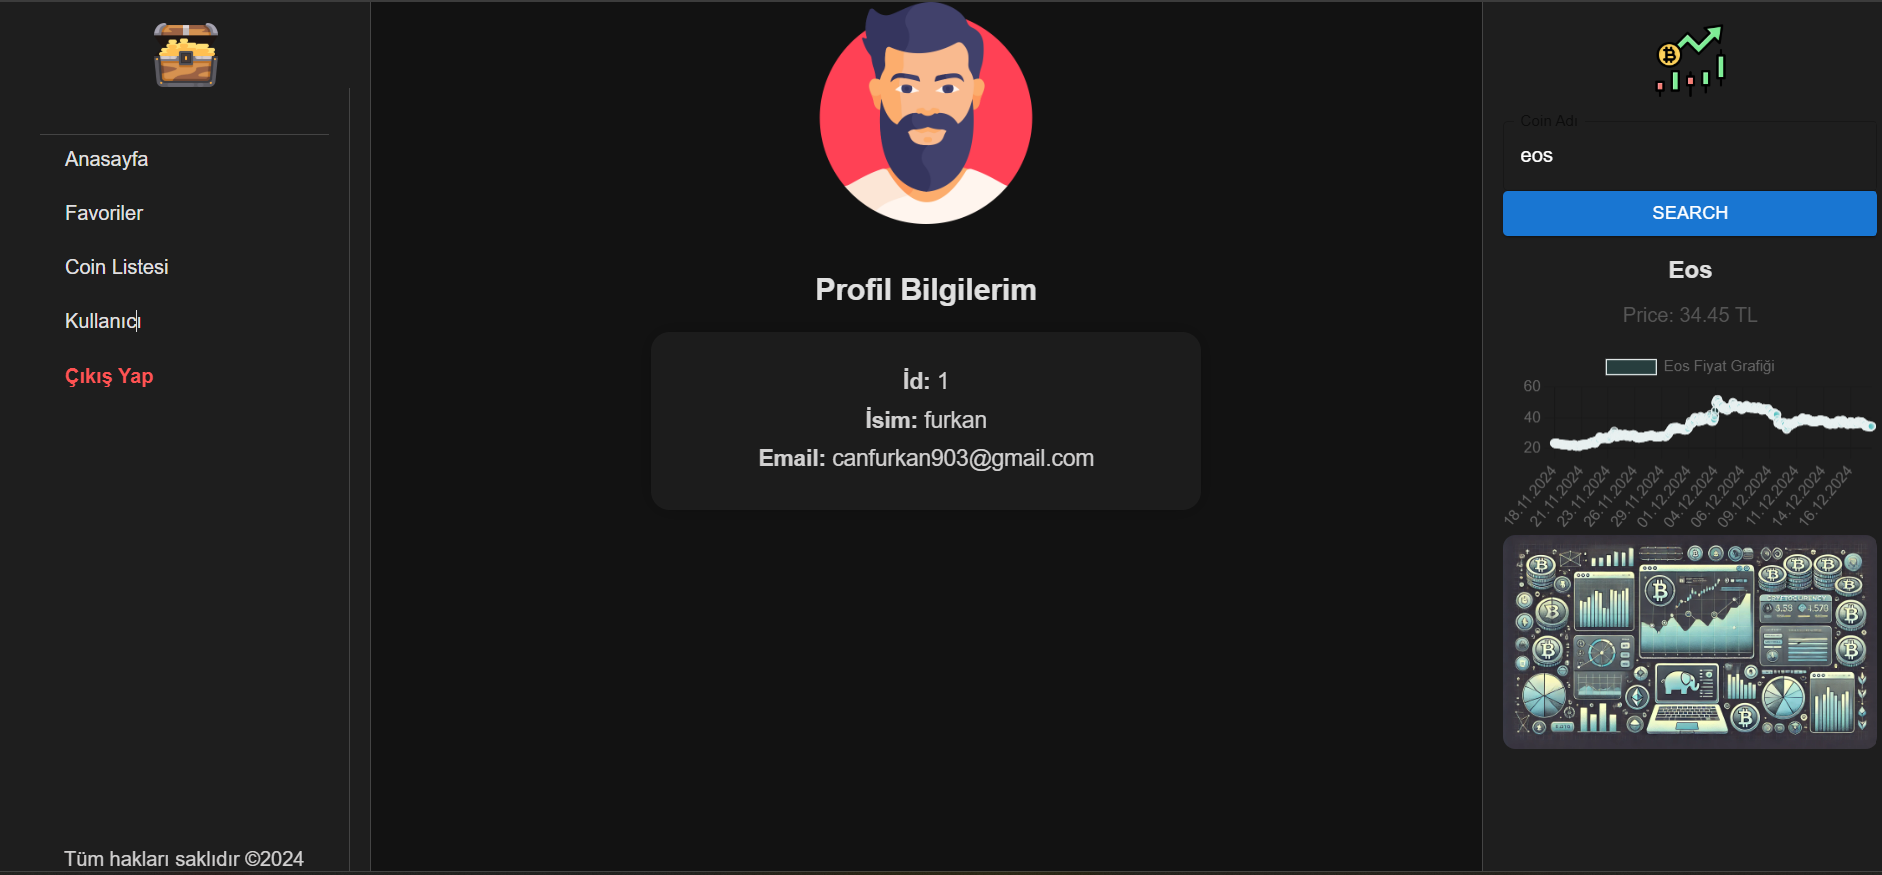 Anasayfa
Favoriler
Coin Listesi
Kullanıcı
Çıkış Yap
Tüm hakları saklıdır ©2024
Profil Bilgilerim
İd: 1
İsim: furkan
Email: canfurkan903@gmail.com
Coin Adı
eos
SEARCH
Eos
Price: 34.45 TL
Eos Fiyat Grafiği
60
40
20
18.11.2024
21.11.2024
23.11.2024
26.11.2024
29.11.2024
01.12.2024
04.12.2024
06.12.2024
09.12.2024
11.12.2024
14.12.2024
16.12.2024